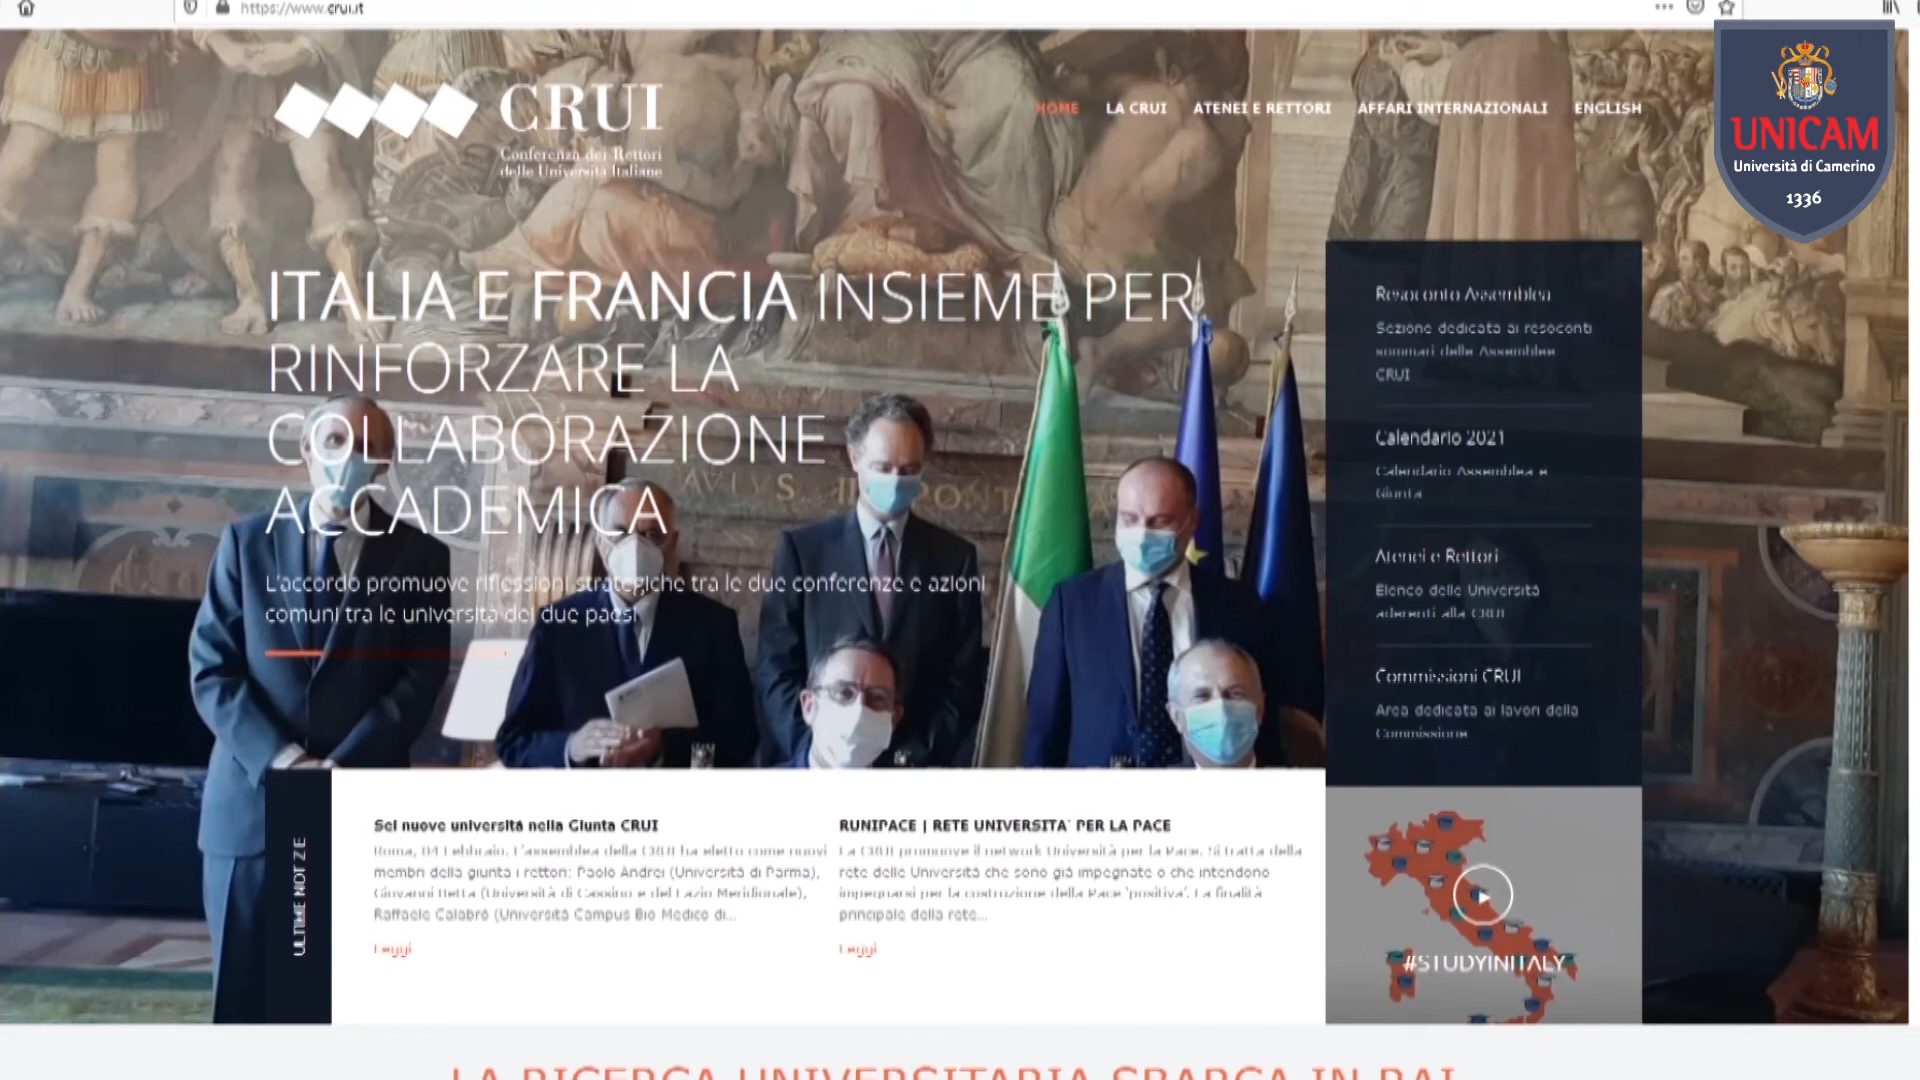 https://www.crui.it
CRUI
Conferenza dei Rettori
delle Università Italiane
HOME LA CRUI ATENEI E RETTORI AFFARI INTERNAZIONALI ENGLISH
UNICAM
Università di Camerino
1336
ITALIA E FRANCIA INSIEME PER
RINFORZARE LA
COLLABORAZIONE
ACCADEMICA
L'accordo promuove riflessioni strategiche tra le due conferenze e azioni
comuni tra le università dei due paesi
Resoconto Assemblea
Sezione dedicata ai resoconti
sommari delle Assemblee
CRUI
Calendario 2021
Calendario Assemblea e
Giunta
Atenei e Rettori
Elenco delle Università
aderenti alla CRUI
Commissioni CRUI
Area dedicata ai lavori della
Commissione
ULTIME NOTIZIE
Sei nuove università nella Giunta CRUI
Roma, 04 Febbraio. L'assemblea della CRUI ha eletto come nuovi
membri della giunta i rettori: Paolo Andrei (Università di Parma),
Giovanni Betta (Università di Cassino e del Lazio Meridionale),
Raffaele Calabrò (Università Campus Bio Medico di...
Leggi
RUNIPACE | RETE UNIVERSITA' PER LA PACE
La CRUI promuove il network Università per la Pace. Si tratta della
rete delle Università che sono già impegnate o che intendono
impegnarsi per la costruzione della Pace 'positiva'. La finalità
principale della rete...
Leggi
#STUDYINITALY
LA RICERCA UNIVERSITARIA SBARCA IN RAI